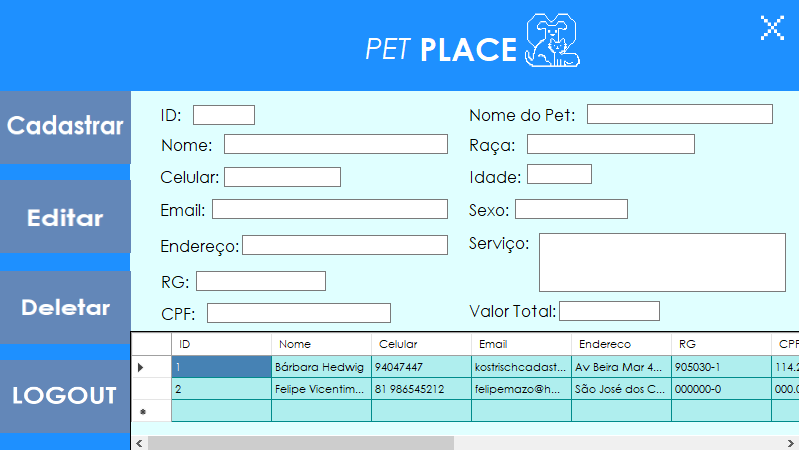 PET PLACE
Cadastrar
Editar
Deletar
LOGOUT
ID:
Nome:
Celular:
Email:
Endereço:
RG:
CPF:
Nome do Pet:
Raça:
Idade:
Sexo:
Serviço:
Valor Total:
ID Nome Celular Email Endereco RG CPF
1 Bárbara Hedwig 94047447 kostrischcadast... Av Beira Mar 4... 905030-1 114.2
2 Felipe Vicentim... 81 986545212 felipemazo@h... São José dos C... 000000-0 000.0